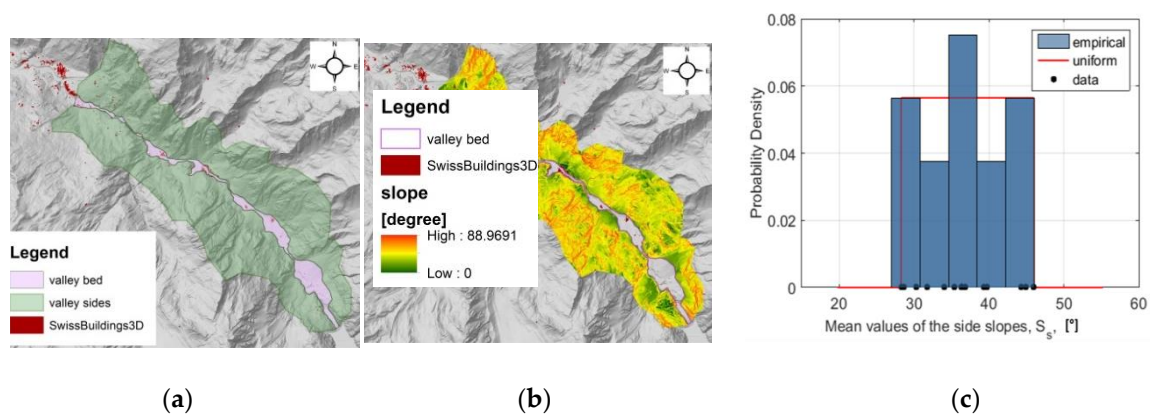 N
W E
S
Legend
valley bed
valley sides
SwissBuildings3D
(a)
N
W E
S
Legend
valley bed
SwissBuildings3D
slope
[degree]
High : 88.9691
Low : 0
(b)
0.08
0.06
0.04
0.02
0
Probability Density
empirical
uniform
data
20 30 40 50 60
Mean values of the side slopes, S_s, [°]
(c)